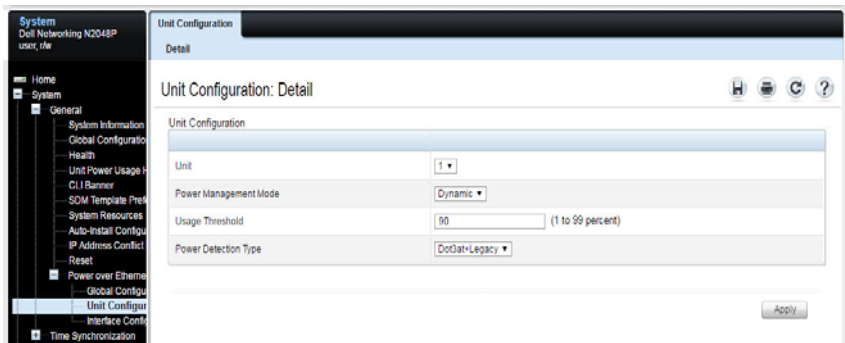 System
Dell Networking N2048P
user, r/w
Home
System
General
System Information
Global Configuratio
Health
Unit Power Usage H
CLI Banner
SDM Template Pref
System Resources
Auto-Install Configu
IP Address Conflict
Reset
Power over Etherne
Global Configu
Unit Configur
Interface Config
Time Synchronization
Unit Configuration
Detail
Unit Configuration: Detail
Unit Configuration
Unit 1
Power Management Mode Dynamic
Usage Threshold 90 (1 to 99 percent)
Power Detection Type Dot3at+Legacy
Apply